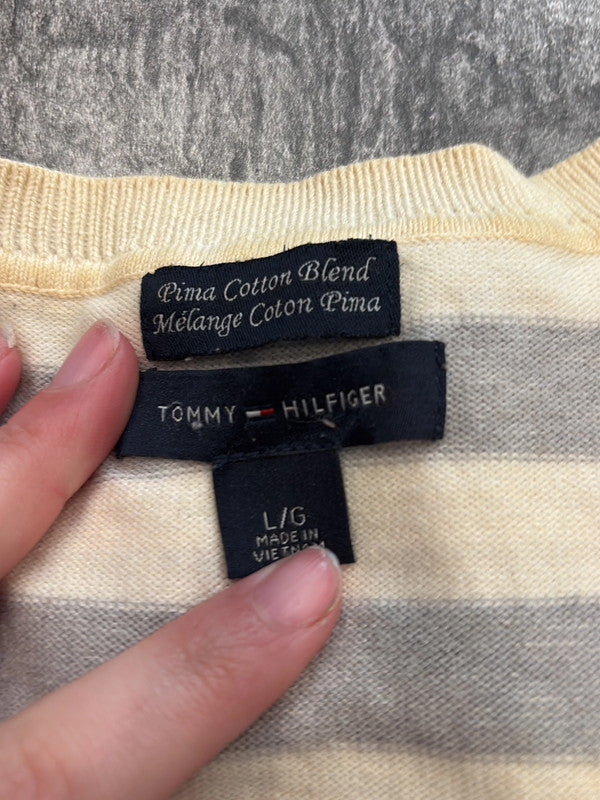 Pima Cotton Blend
Mélange Coton Pima
TOMMY HILFIGER
L/G
MADE IN
VIETNAM